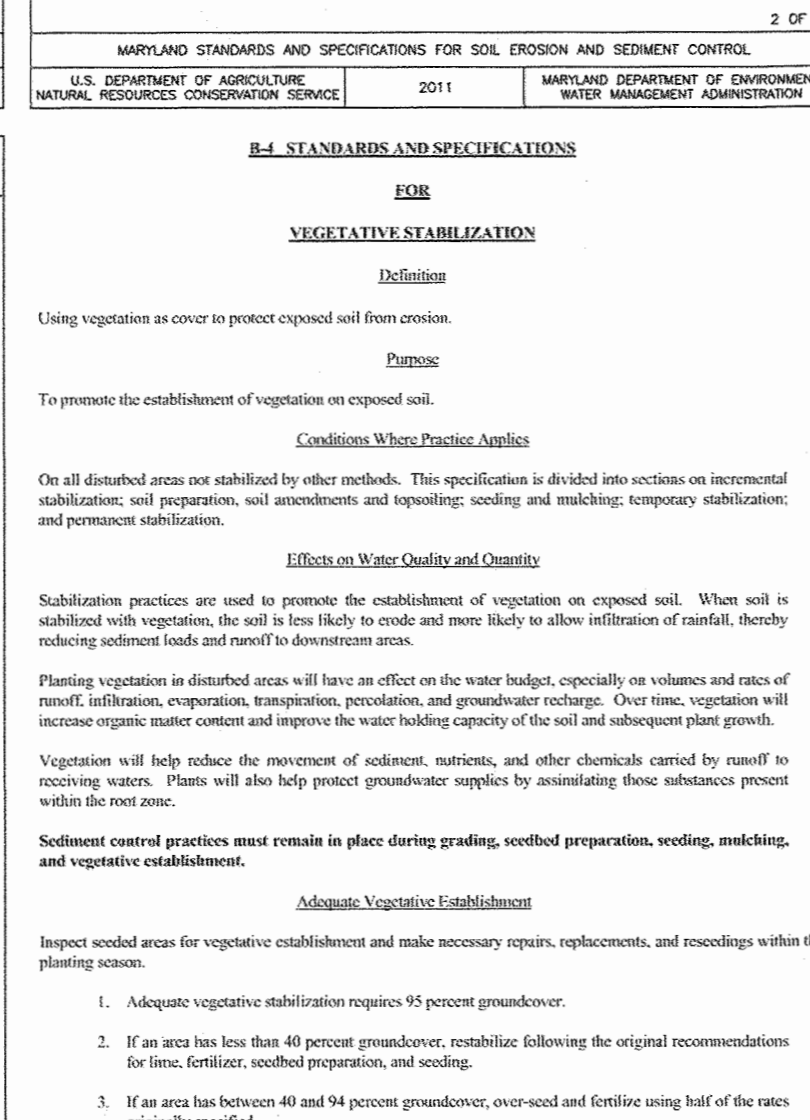 2 OF
MARYLAND STANDARDS AND SPECIFICATIONS FOR SOIL EROSION AND SEDIMENT CONTROL
U.S. DEPARTMENT OF AGRICULTURE
NATURAL RESOURCES CONSERVATION SERVICE
2011
MARYLAND DEPARTMENT OF ENVIRONMEN
WATER MANAGEMENT ADMINISTRATION
B-4 STANDARDS AND SPECIFICATIONS
FOR
VEGETATIVE STABILIZATION
Definition
Using vegetation as cover to protect exposed soil from erosion.
Purpose
To promote the establishment of vegetation on exposed soil.
Conditions Where Practice Applies
On all disturbed areas not stabilized by other methods. This specification is divided into sections on incremental
stabilization; soil preparation, soil amendments and topsoiling; seeding and mulching; temporary stabilization;
and permanent stabilization.
Effects on Water Quality and Quantity
Stabilization practices are used to promote the establishment of vegetation on exposed soil. When soil is
stabilized with vegetation, the soil is less likely to erode and more likely to allow infiltration of rainfall, thereby
reducing sediment loads and runoff to downstream areas.
Planting vegetation in disturbed areas will have an effect on the water budget, especially on volumes and rates of
runoff, infiltration, evaporation, transpiration, percolation, and groundwater recharge. Over time, vegetation will
increase organic matter content and improve the water holding capacity of the soil and subsequent plant growth.
Vegetation will help reduce the movement of sediment, nutrients, and other chemicals carried by runoff to
receiving waters. Plants will also help protect groundwater supplies by assimilating those substances present
within the root zone.
Sediment control practices must remain in place during grading, seedbed preparation, seeding, mulching,
and vegetative establishment.
Adequate Vegetative Establishment
Inspect seeded areas for vegetative establishment and make necessary repairs, replacements, and reseedings within th
planting season.
1. Adequate vegetative stabilization requires 95 percent groundcover.
2. If an area has less than 40 percent groundcover, restabilize following the original recommendations
for lime, fertilizer, seedbed preparation, and seeding.
3. If an area has between 40 and 94 percent groundcover, over-seed and fertilize using half of the rates